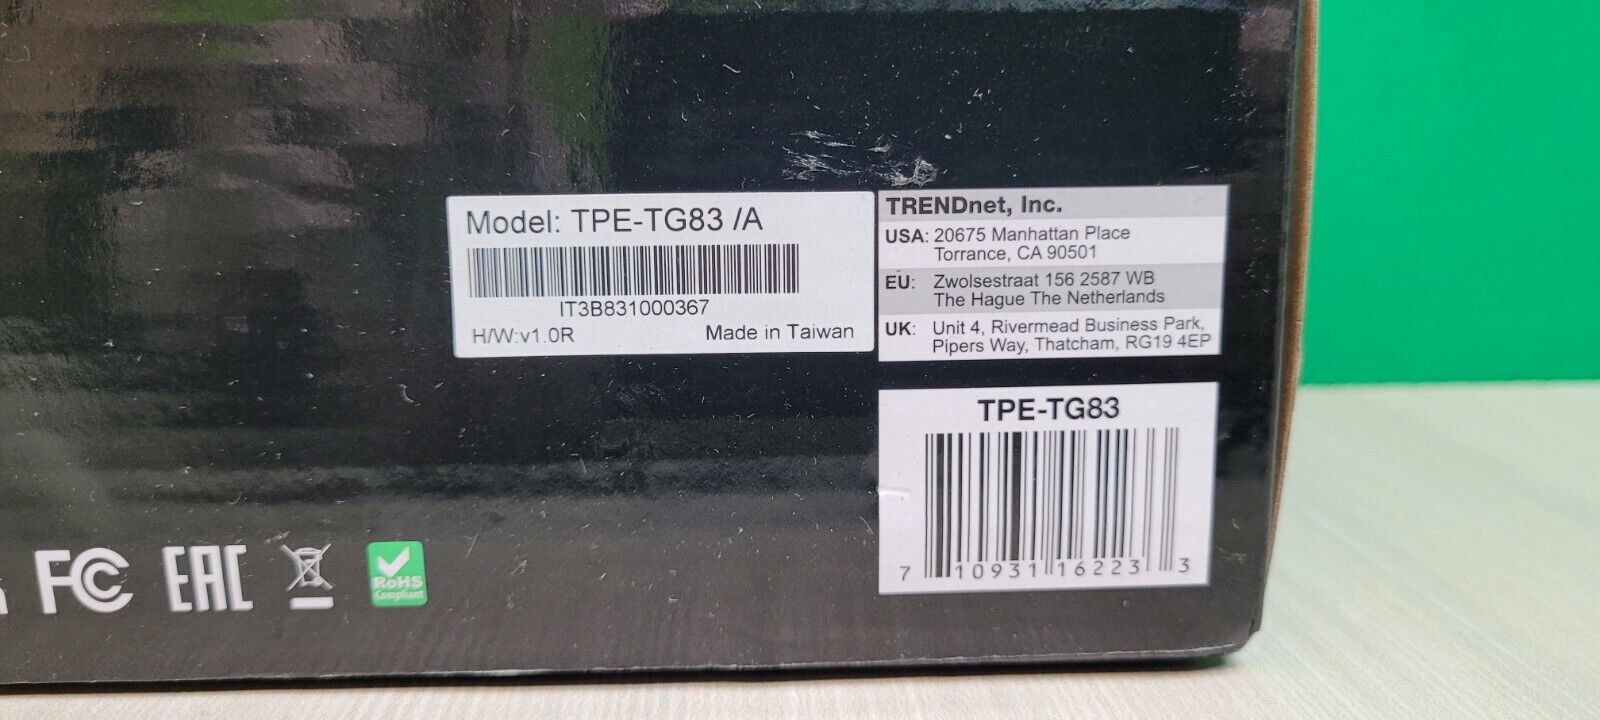 Model: TPE-TG83 /A
IT3B831000367
H/W:v1.0R Made in Taiwan
TRENDnet, Inc.
USA: 20675 Manhattan Place
Torrance, CA 90501
EU: Zwolsestraat 156 2587 WB
The Hague The Netherlands
UK: Unit 4, Rivermead Business Park,
Pipers Way, Thatcham, RG19 4EP
TPE-TG83
7 10931 16223 3
FC EAC
RoHS
Compliant